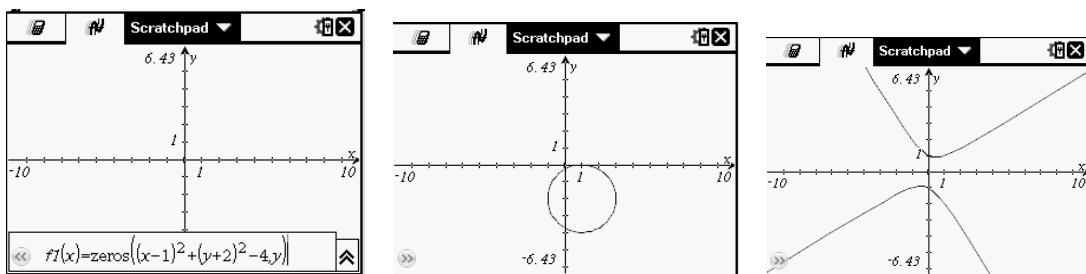 Scratchpad
6.43 y
1
x
-10 1 10
f1(x)=zeros((x-1)²+(y+2)²-4,y)
Scratchpad
6.43 y
1
x
-10 1 10
-6.43
Scratchpad
6.43 y
1
x
-10 1 10
-6.43